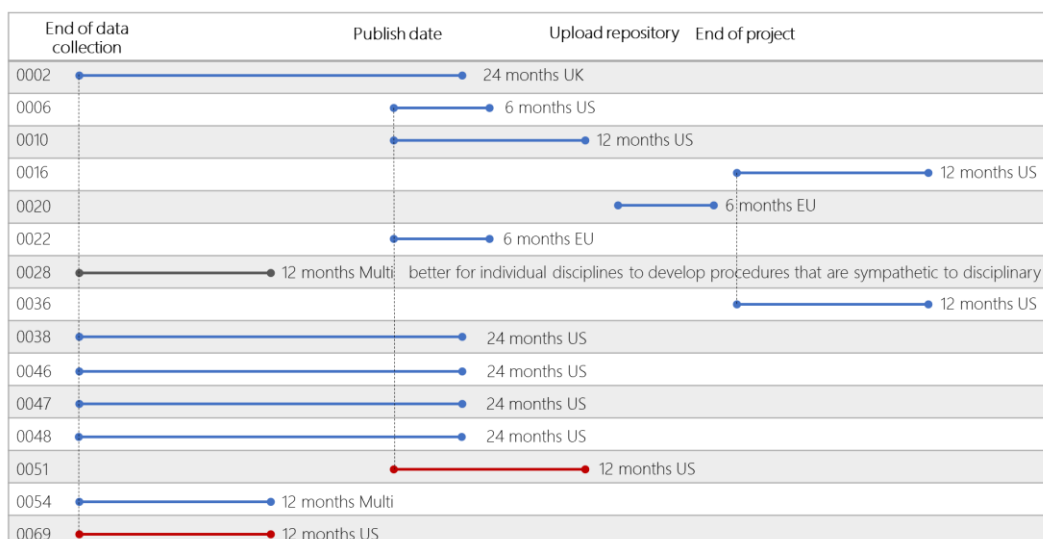 End of data collection Publish date Upload repository End of project
0002 24 months UK
0006 6 months US
0010 12 months US
0016 12 months US
0020 6 months EU
0022 6 months EU
0028 12 months Multi better for individual disciplines to develop procedures that are sympathetic to disciplinary
0036 12 months US
0038 24 months US
0046 24 months US
0047 24 months US
0048 24 months US
0051 12 months US
0054 12 months Multi
0069 12 months US